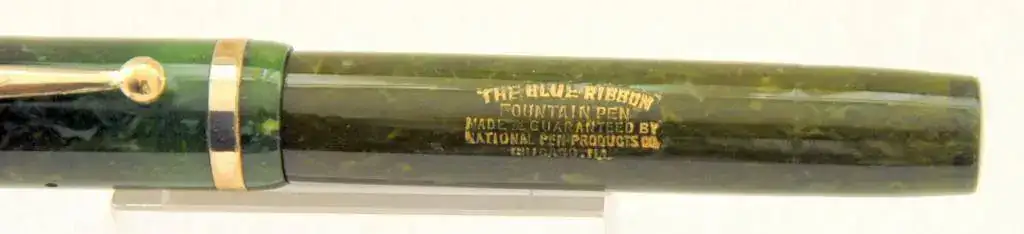 "THE BLUE RIBBON"
FOUNTAIN PEN
MADE & GUARANTEED BY
NATIONAL PEN PRODUCTS CO.
CHICAGO. ILL.